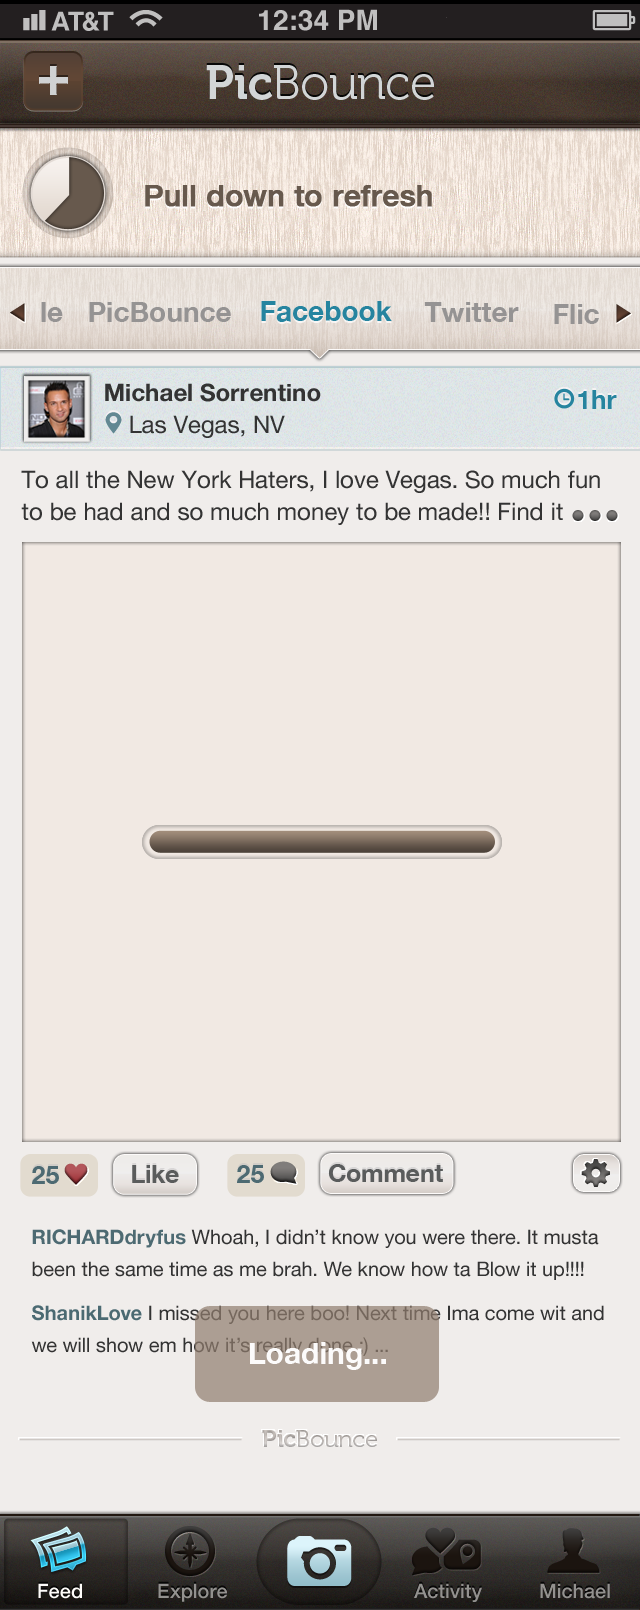 AT&T 12:34 PM
PicBounce
Pull down to refresh
le PicBounce Facebook Twitter Flic
Michael Sorrentino
Las Vegas, NV
1hr
To all the New York Haters, I love Vegas. So much fun
to be had and so much money to be made!! Find it
25 Like 25 Comment
RICHARDdryfus Whoah, I didn't know you were there. It musta
been the same time as me brah. We know how ta Blow it up!!!!
ShanikLove I missed you here boo! Next time Ima come wit and
we will show em how it's really done ;) ...
Loading...
PicBounce
Feed Explore Activity Michael